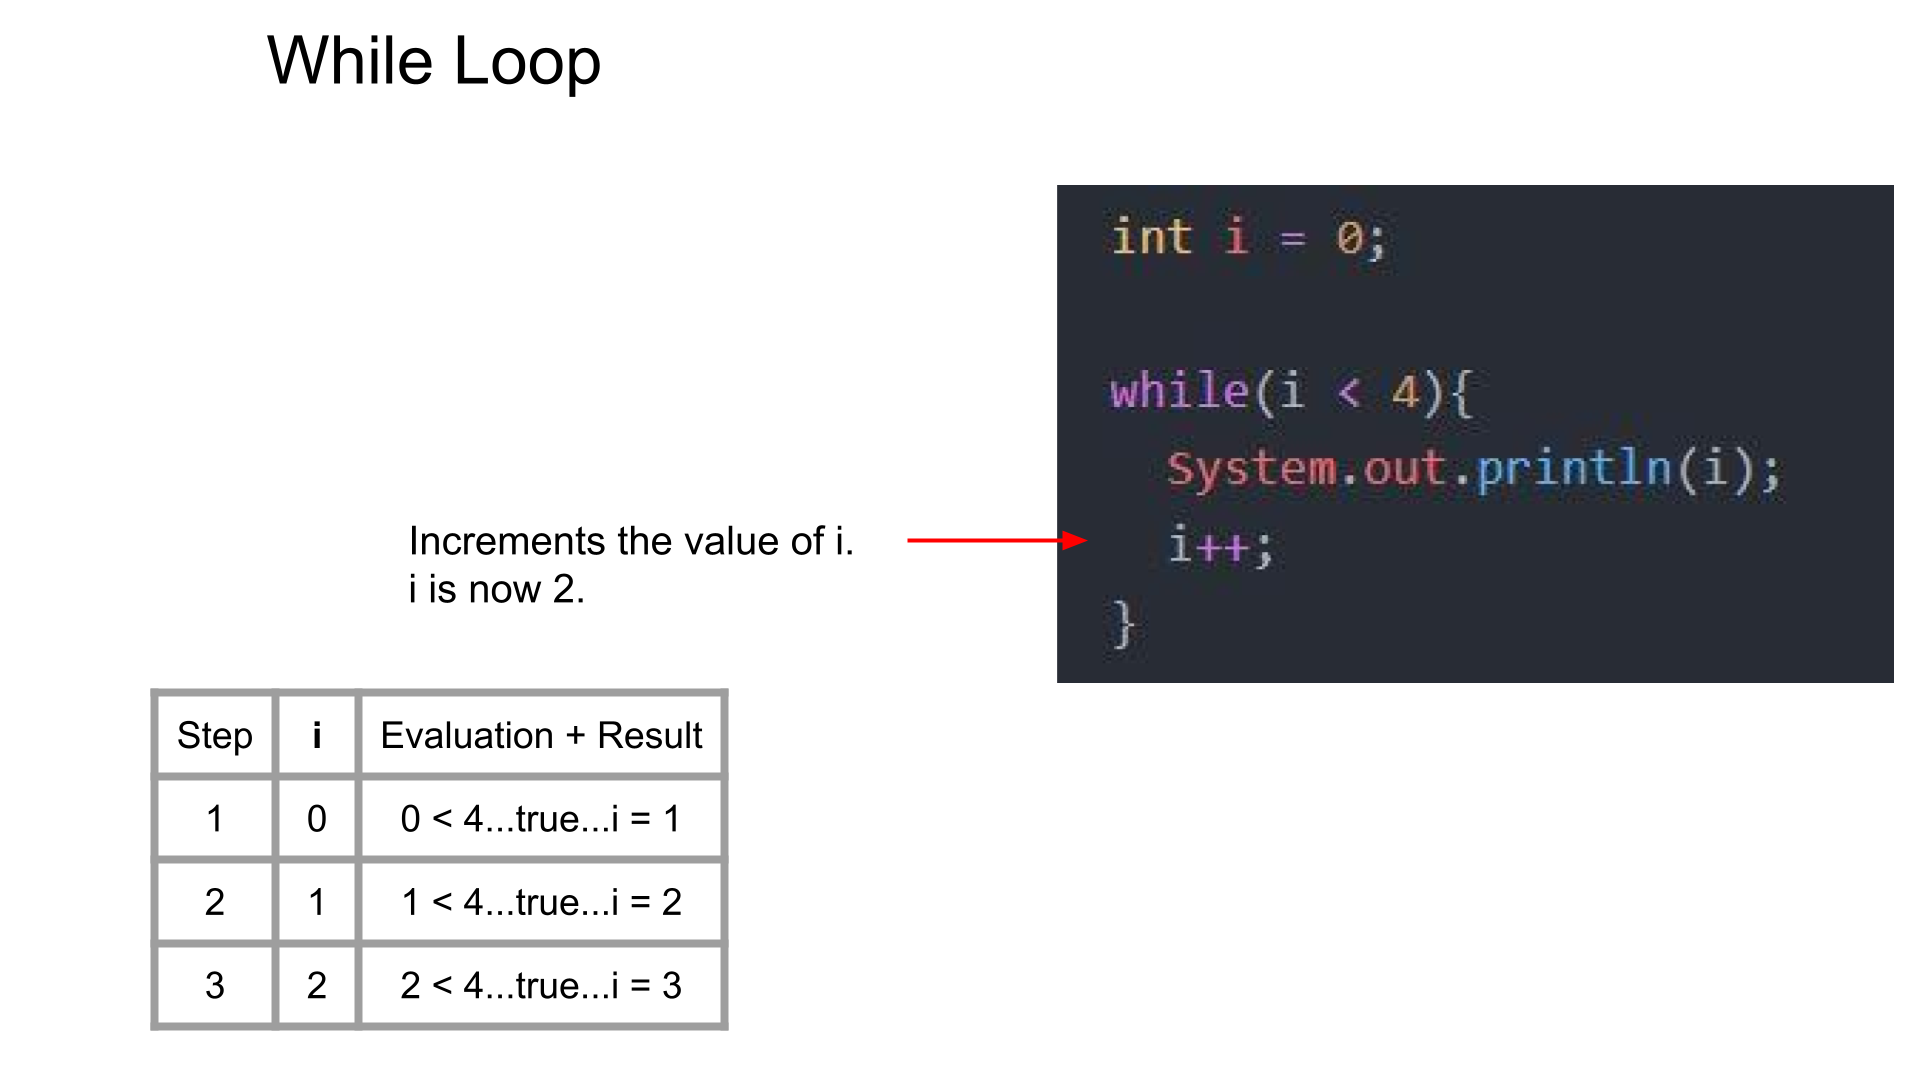 While Loop
int i = 0;
while(i < 4){
System.out.println(i);
i++;
}
Increments the value of i.
i is now 2.
Step i Evaluation + Result
1 0 0 < 4...true...i = 1
2 1 1 < 4...true...i = 2
3 2 2 < 4...true...i = 3